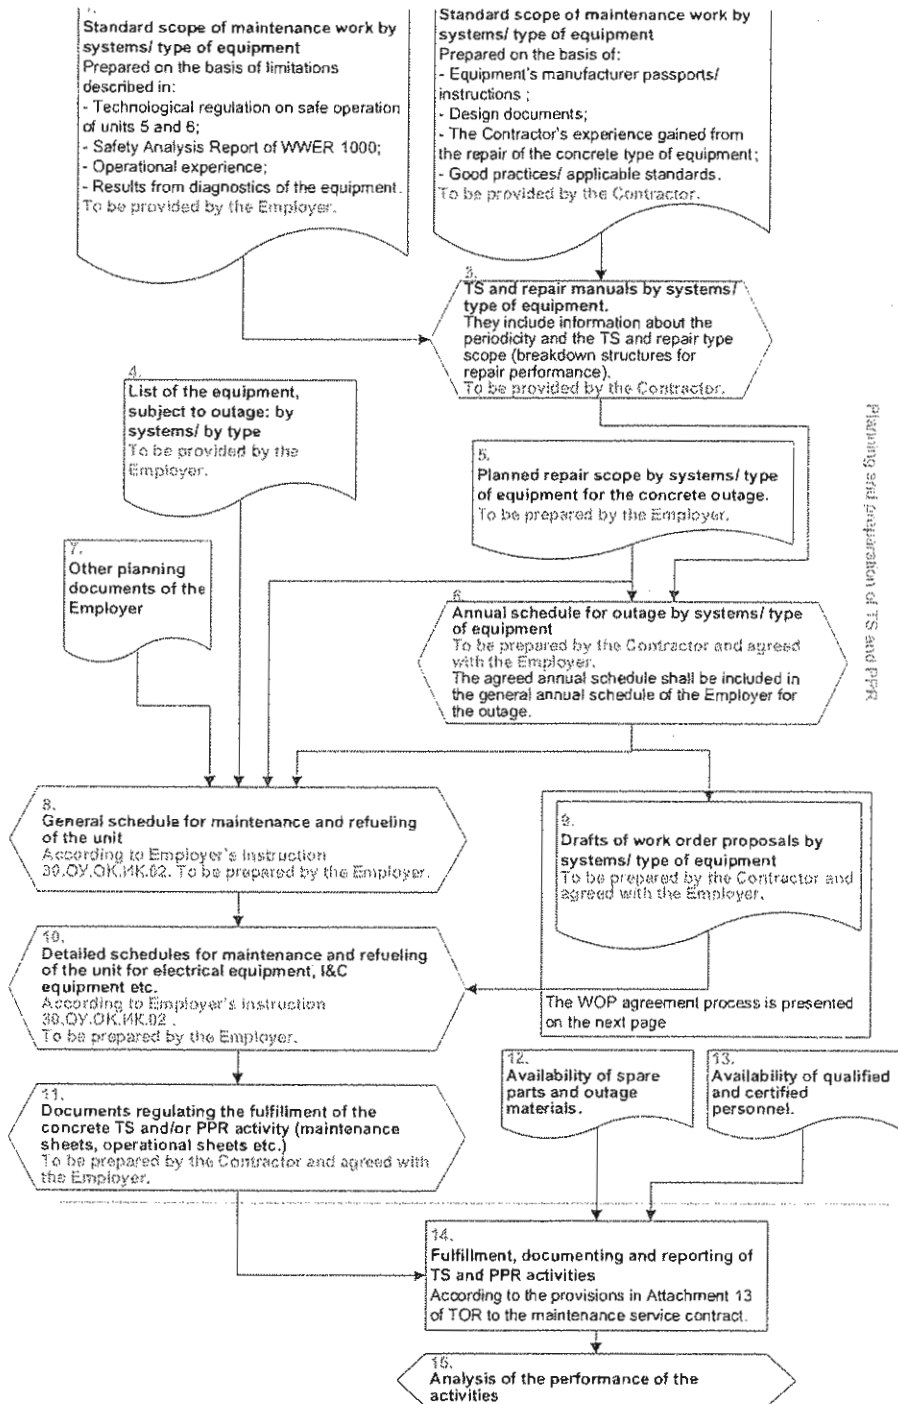 1.
Standard scope of maintenance work by
systems/ type of equipment
Prepared on the basis of limitations
described in:
- Technological regulation on safe operation
of units 5 and 6;
- Safety Analysis Report of WWER 1000;
- Operational experience;
- Results from diagnostics of the equipment.
To be provided by the Employer.
Standard scope of maintenance work by
systems/ type of equipment
Prepared on the basis of:
- Equipment's manufacturer passports/
instructions ;
- Design documents;
- The Contractor's experience gained from
the repair of the concrete type of equipment;
- Good practices/ applicable standards.
To be provided by the Contractor.
3.
TS and repair manuals by systems/
type of equipment.
They include information about the
periodicity and the TS and repair type
scope (breakdown structures for
repair performance).
To be provided by the Contractor.
4.
List of the equipment,
subject to outage: by
systems/ by type
To be provided by the
Employer.
5.
Planned repair scope by systems/ type
of equipment for the concrete outage.
To be prepared by the Employer.
Planning and preparation of TS and PPR
7.
Other planning
documents of the
Employer
6.
Annual schedule for outage by systems/ type
of equipment
To be prepared by the Contractor and agreed
with the Employer.
The agreed annual schedule shall be included in
the general annual schedule of the Employer for
the outage.
8.
General schedule for maintenance and refueling
of the unit
According to Employer's Instruction
30.ОУ.ОК.ИК.02. To be prepared by the Employer.
9.
Drafts of work order proposals by
systems/ type of equipment
To be prepared by the Contractor and
agreed with the Employer.
The WOP agreement process is presented
on the next page
10.
Detailed schedules for maintenance and refueling
of the unit for electrical equipment, I&C
equipment etc.
According to Employer's Instruction
30.ОУ.ОК.ИК.02 .
To be prepared by the Employer.
12.
Availability of spare
parts and outage
materials.
13.
Availability of qualified
and certified
personnel.
11.
Documents regulating the fulfillment of the
concrete TS and/or PPR activity (maintenance
sheets, operational sheets etc.)
To be prepared by the Contractor and agreed with
the Employer.
14.
Fulfillment, documenting and reporting of
TS and PPR activities
According to the provisions in Attachment 13
of TOR to the maintenance service contract.
15.
Analysis of the performance of the
activities